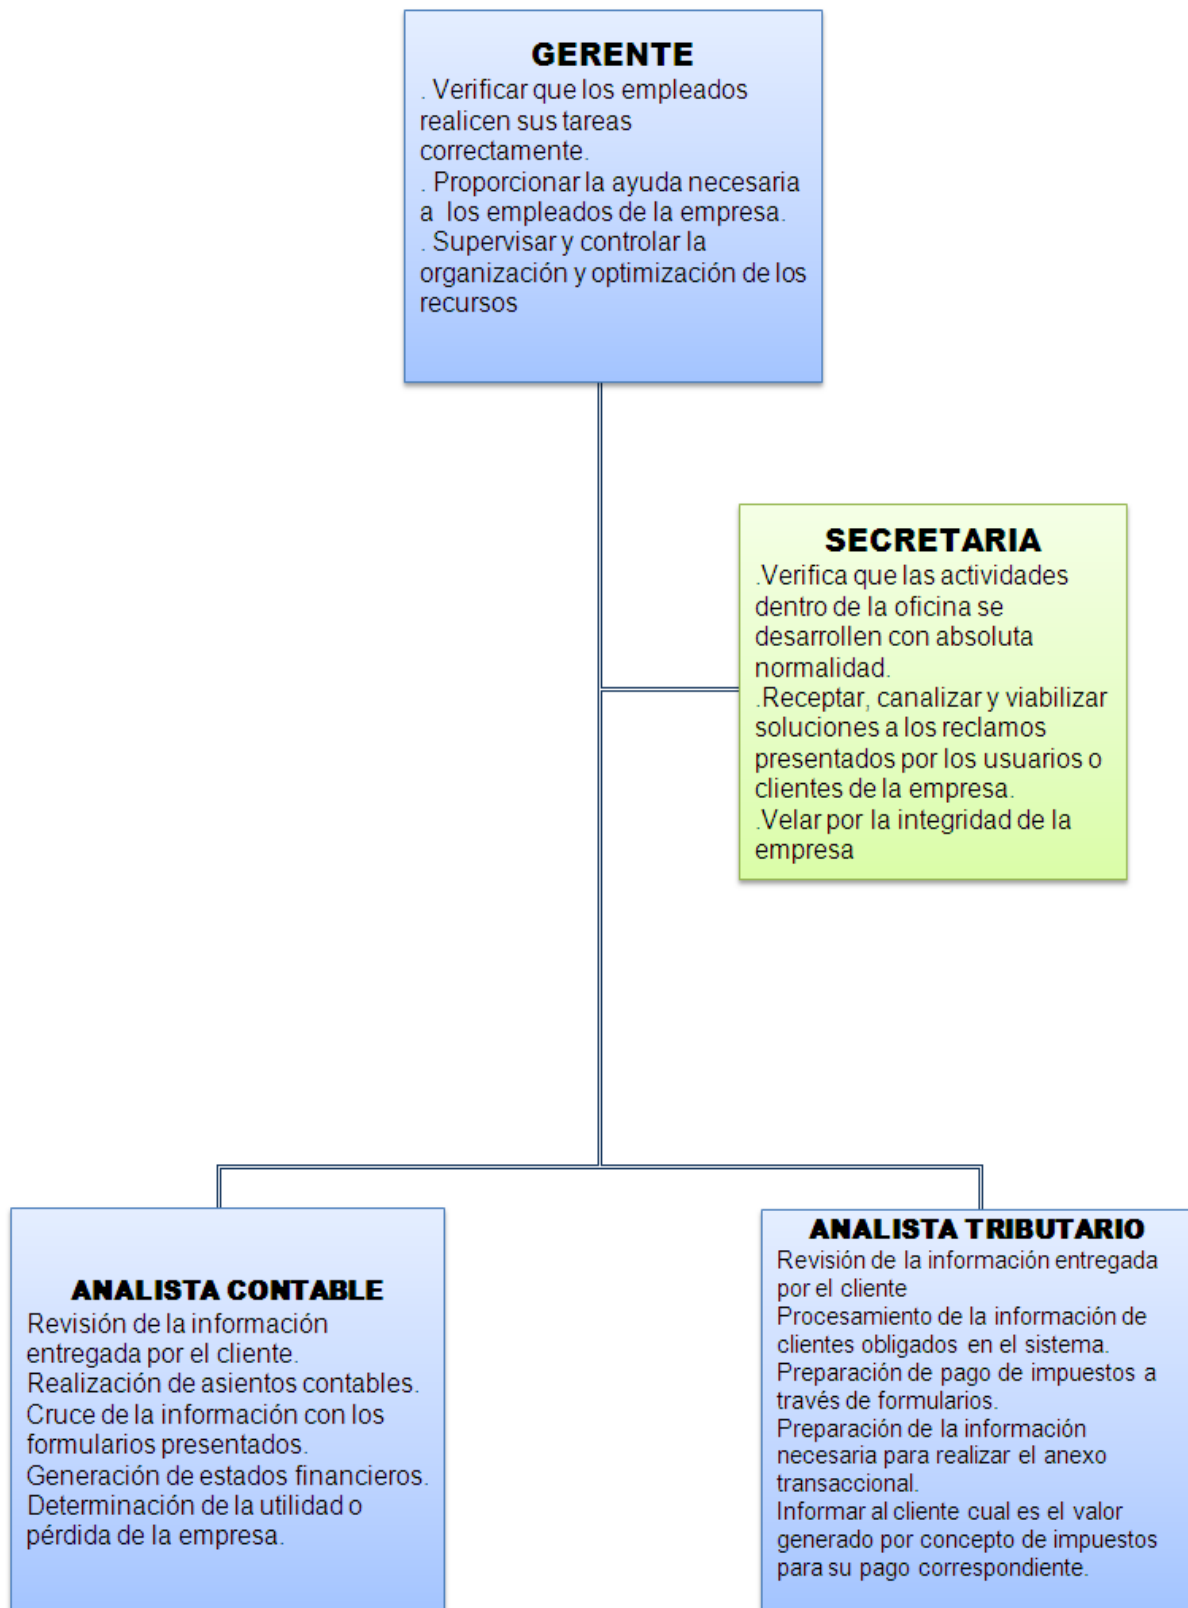 GERENTE
. Verificar que los empleados
realicen sus tareas
correctamente.
. Proporcionar la ayuda necesaria
a los empleados de la empresa.
. Supervisar y controlar la
organización y optimización de los
recursos
SECRETARIA
.Verifica que las actividades
dentro de la oficina se
desarrollen con absoluta
normalidad.
.Receptar, canalizar y viabilizar
soluciones a los reclamos
presentados por los usuarios o
clientes de la empresa.
.Velar por la integridad de la
empresa
ANALISTA CONTABLE
Revisión de la información
entregada por el cliente.
Realización de asientos contables.
Cruce de la información con los
formularios presentados.
Generación de estados financieros.
Determinación de la utilidad o
pérdida de la empresa.
ANALISTA TRIBUTARIO
Revisión de la información entregada
por el cliente
Procesamiento de la información de
clientes obligados en el sistema.
Preparación de pago de impuestos a
través de formularios.
Preparación de la información
necesaria para realizar el anexo
transaccional.
Informar al cliente cual es el valor
generado por concepto de impuestos
para su pago correspondiente.